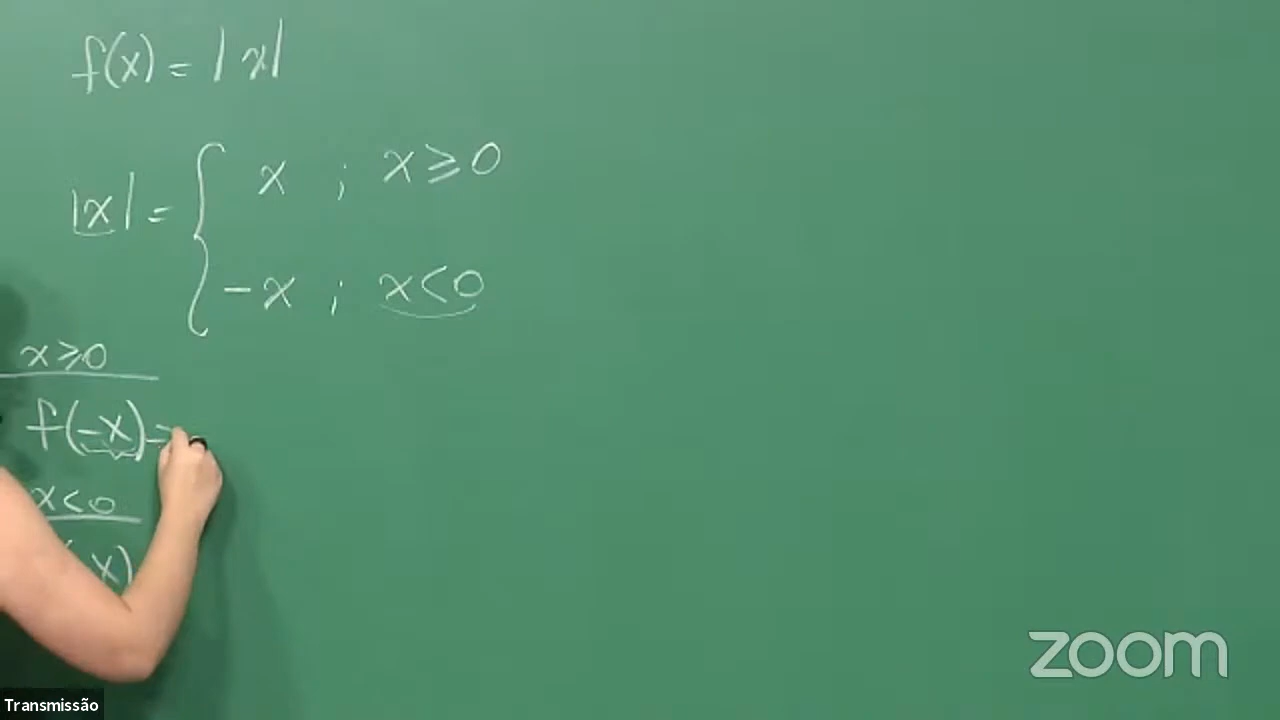 f(x) = |x|
|x| = { x ; x ≥ 0
-x ; x < 0
x ≥ 0
f(-x) =
x < 0
x)
zoom
Transmissão